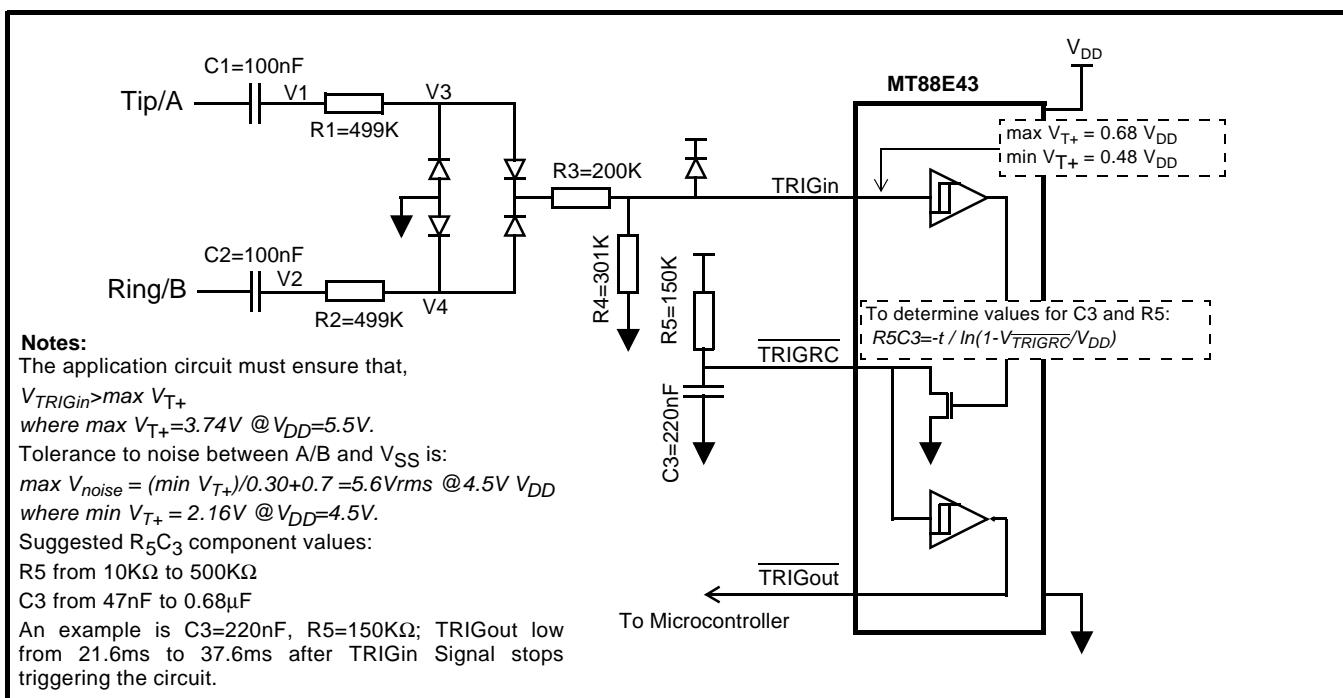 V_DD
C1=100nF
MT88E43
Tip/A
V1
V3
R1=499K
max V_T+ = 0.68 V_DD
min V_T+ = 0.48 V_DD
R3=200K
TRIGin
C2=100nF
Ring/B
V2
R2=499K
V4
R4=301K
R5=150K
To determine values for C3 and R5:
R5C3=-t / ln(1-V_T̅R̅I̅G̅R̅C̅/V_DD)
T̅R̅I̅G̅R̅C̅
C3=220nF
T̅R̅I̅G̅o̅u̅t̅
To Microcontroller
Notes:
The application circuit must ensure that,
V_TRIGin>max V_T+
where max V_T+=3.74V @V_DD=5.5V.
Tolerance to noise between A/B and V_SS is:
max V_noise = (min V_T+)/0.30+0.7 =5.6Vrms @4.5V V_DD
where min V_T+ = 2.16V @V_DD=4.5V.
Suggested R_5C_3 component values:
R5 from 10KΩ to 500KΩ
C3 from 47nF to 0.68μF
An example is C3=220nF, R5=150KΩ; TRIGout low
from 21.6ms to 37.6ms after TRIGin Signal stops
triggering the circuit.